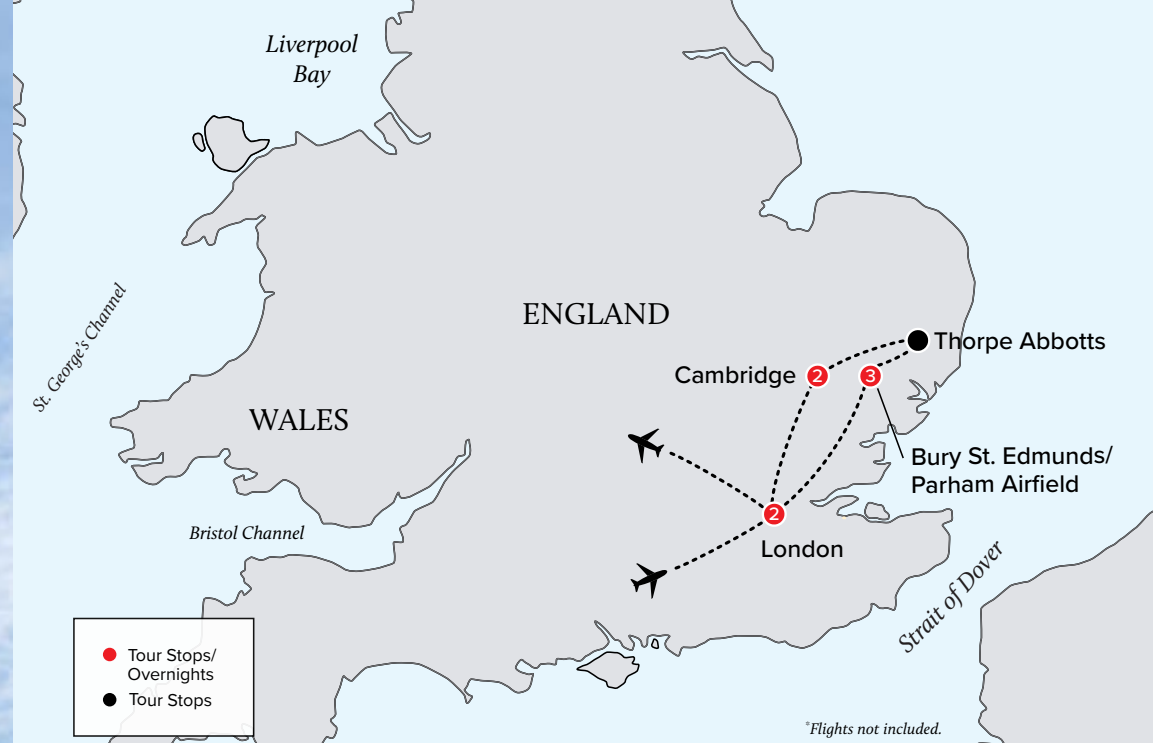 Liverpool
Bay
St. George's Channel
ENGLAND
Thorpe Abbotts
Cambridge
2
3
WALES
Bury St. Edmunds/
Parham Airfield
2
Bristol Channel
London
Strait of Dover
Tour Stops/
Overnights
Tour Stops
*Flights not included.